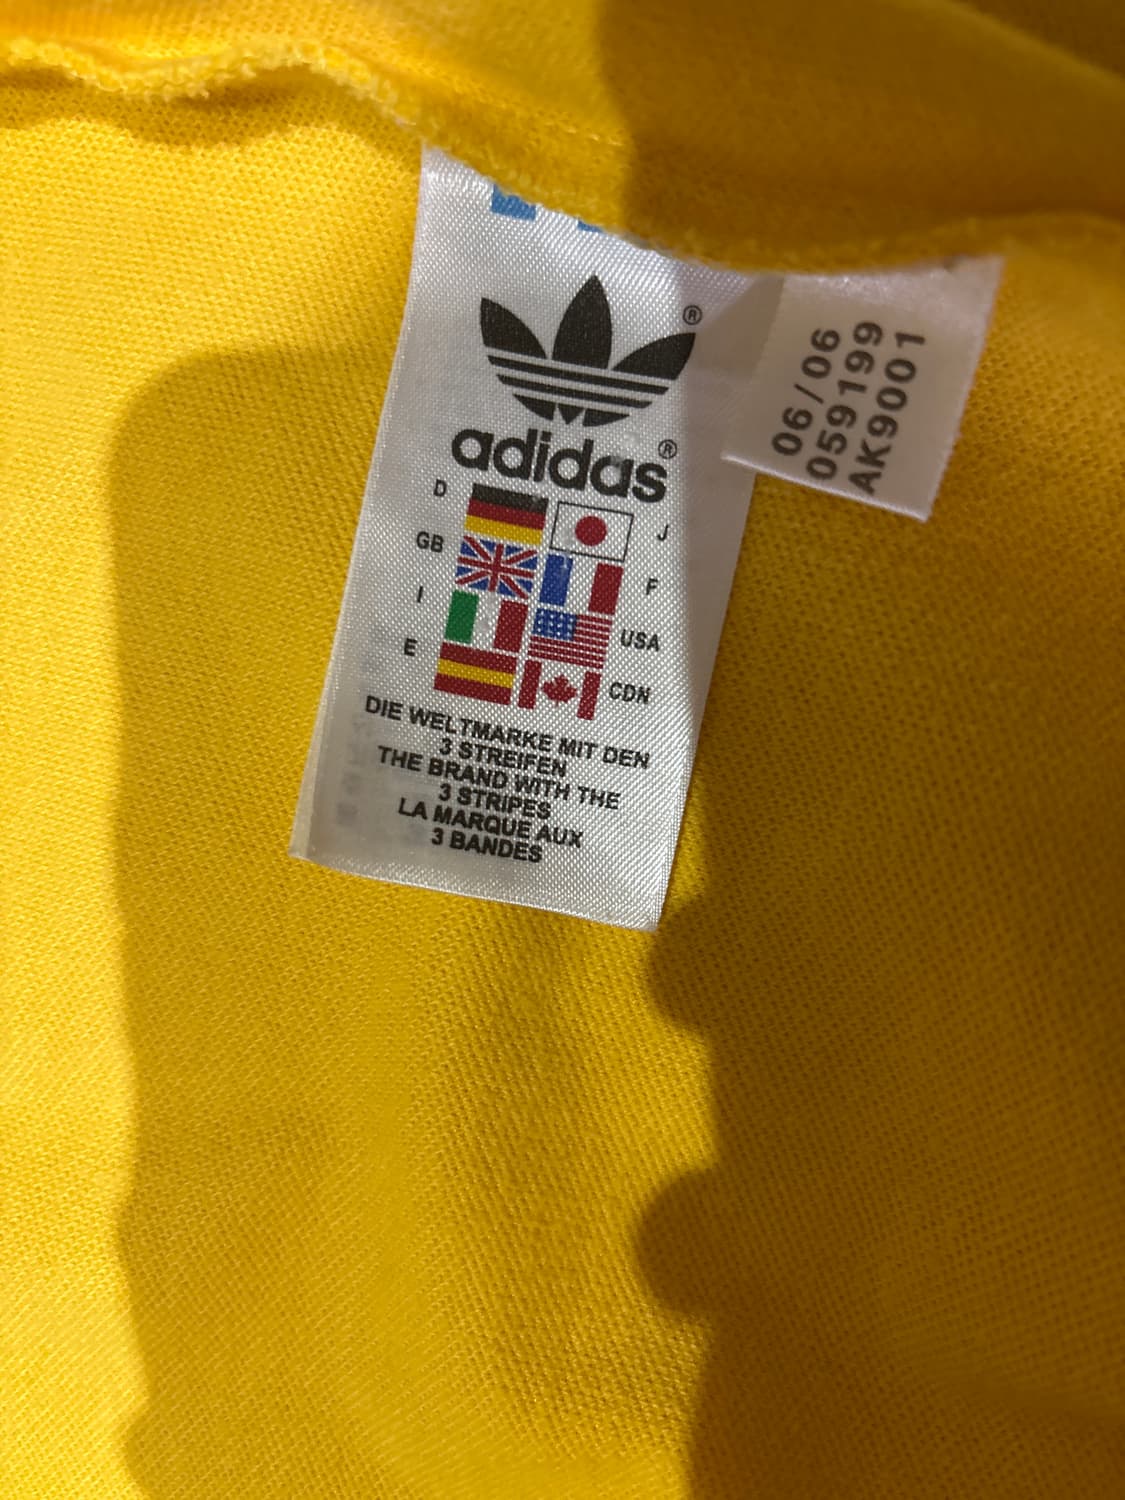 ®
adidas®
D
J
GB
F
I
USA
E
CDN
DIE WELTMARKE MIT DEN
3 STREIFEN
THE BRAND WITH THE
3 STRIPES
LA MARQUE AUX
3 BANDES
06/06
059199
AK9001